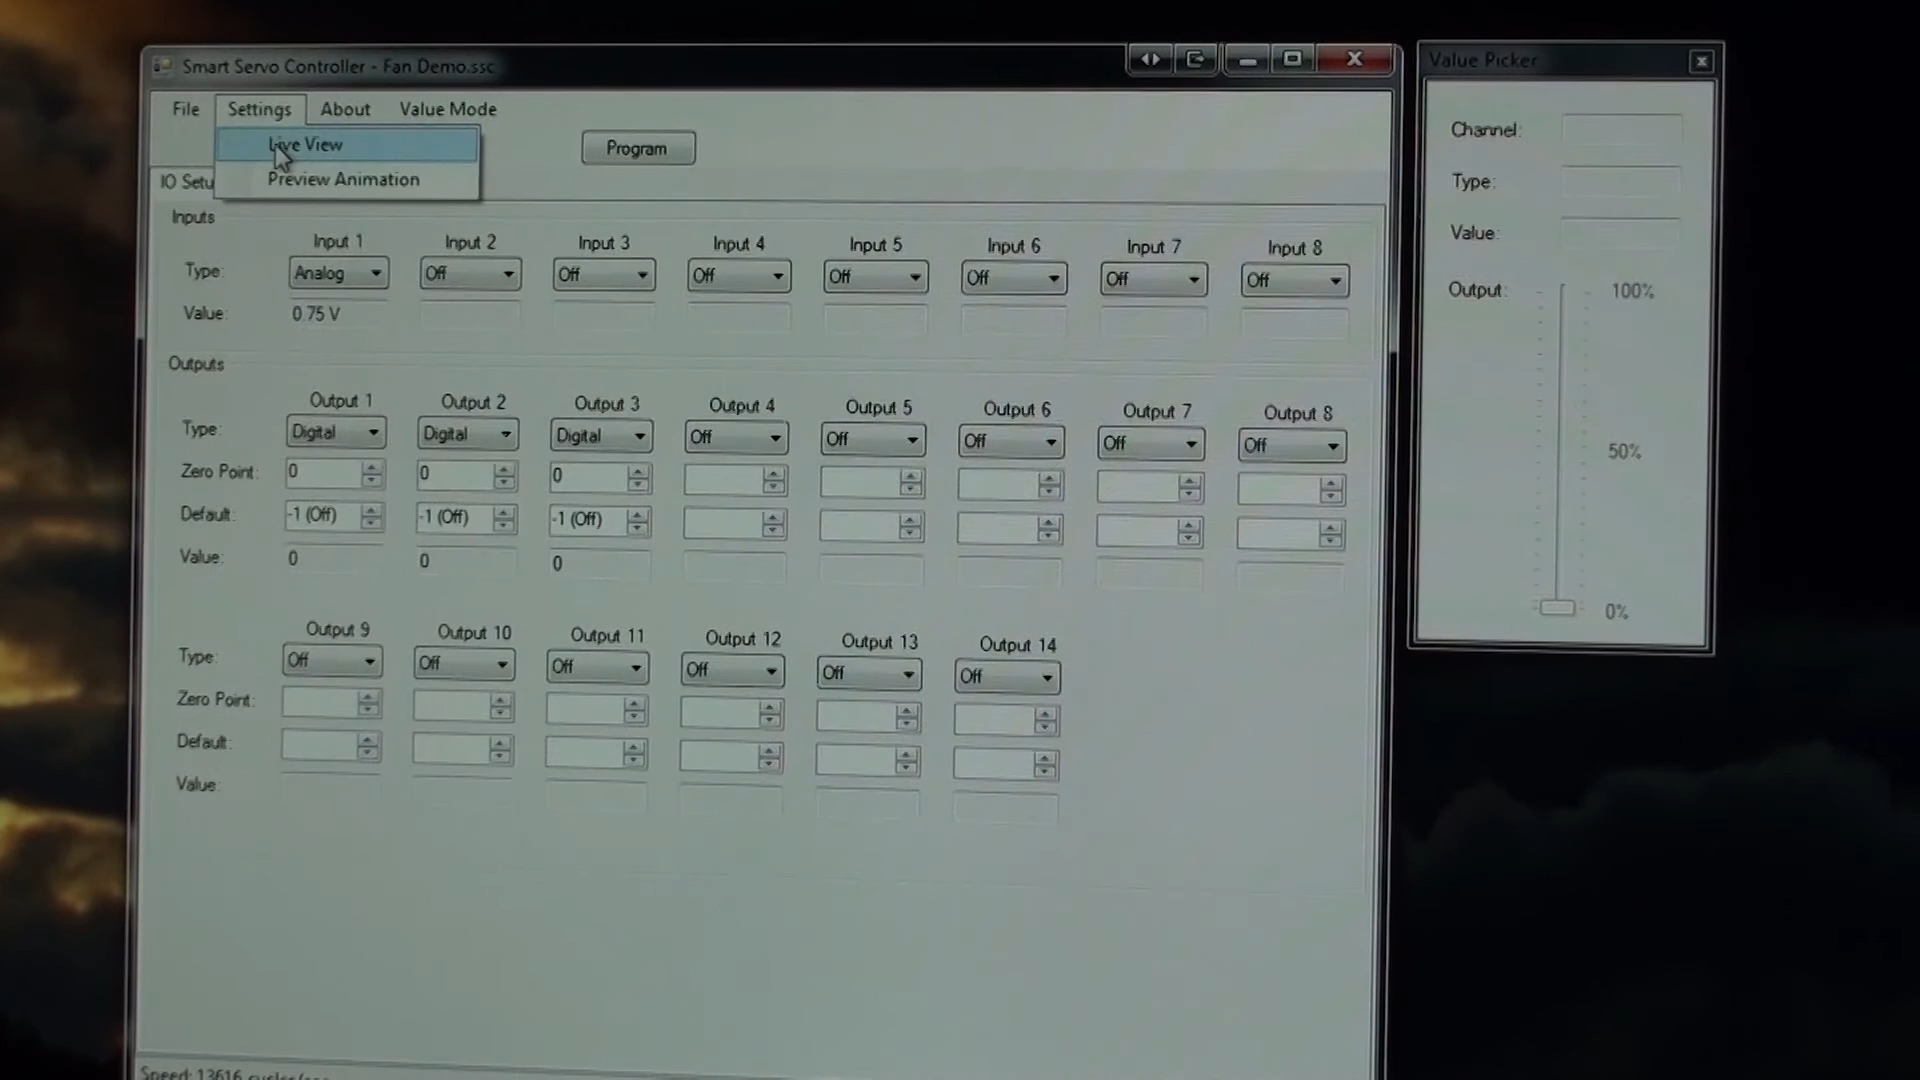 Smart Servo Controller - Fan Demo.ssc
File Settings About Value Mode
Live View
Preview Animation
Program
IO Setu
Inputs
Input 1 Input 2 Input 3 Input 4 Input 5 Input 6 Input 7 Input 8
Type: Analog Off Off Off Off Off Off Off
Value: 0.75 V
Outputs
Output 1 Output 2 Output 3 Output 4 Output 5 Output 6 Output 7 Output 8
Type: Digital Digital Digital Off Off Off Off Off
Zero Point: 0 0 0
Default: -1 (Off) -1 (Off) -1 (Off)
Value: 0 0 0
Output 9 Output 10 Output 11 Output 12 Output 13 Output 14
Type: Off Off Off Off Off Off
Zero Point:
Default:
Value:
Speed: 13616
Value Picker
Channel:
Type:
Value:
Output: 100%
50%
0%